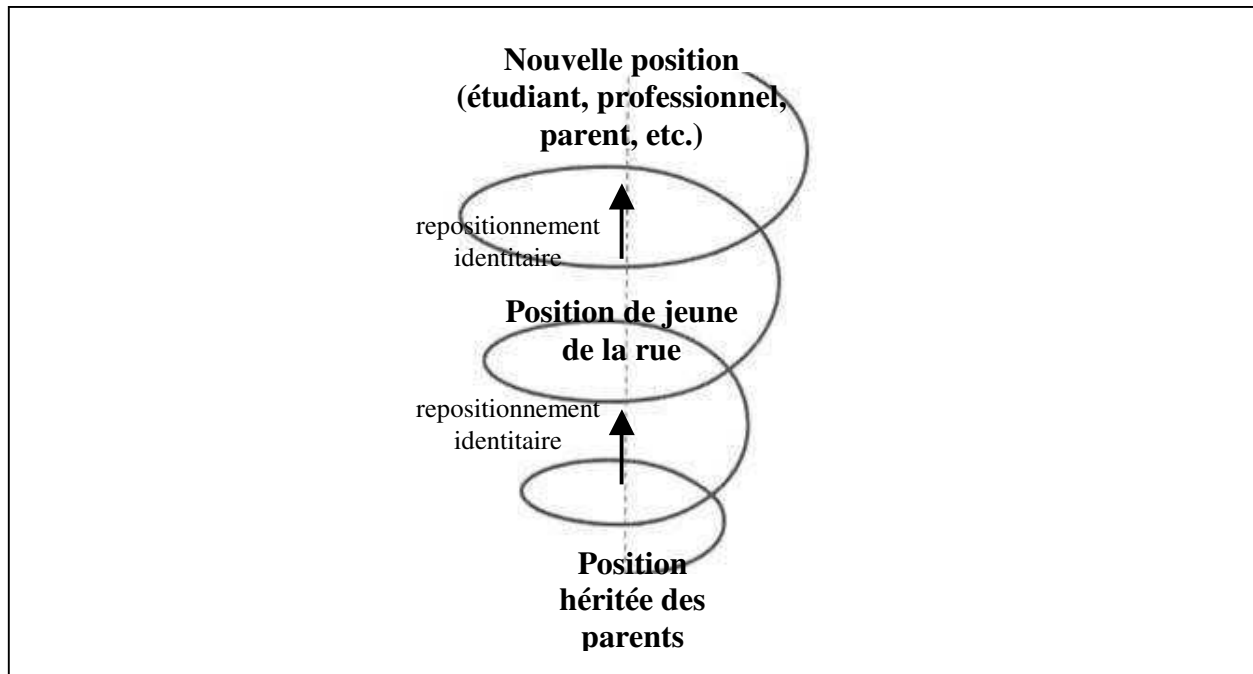 Nouvelle position
(étudiant, professionnel,
parent, etc.)
repositionnement
identitaire
Position de jeune
de la rue
repositionnement
identitaire
Position
héritée des
parents